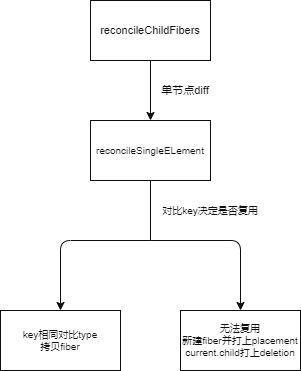 reconcileChildFibers
单节点diff
reconcileSingleELement
对比key决定是否复用
key相同对比type
拷贝fiber
无法复用
新建fiber并打上placement
current.child打上deletion